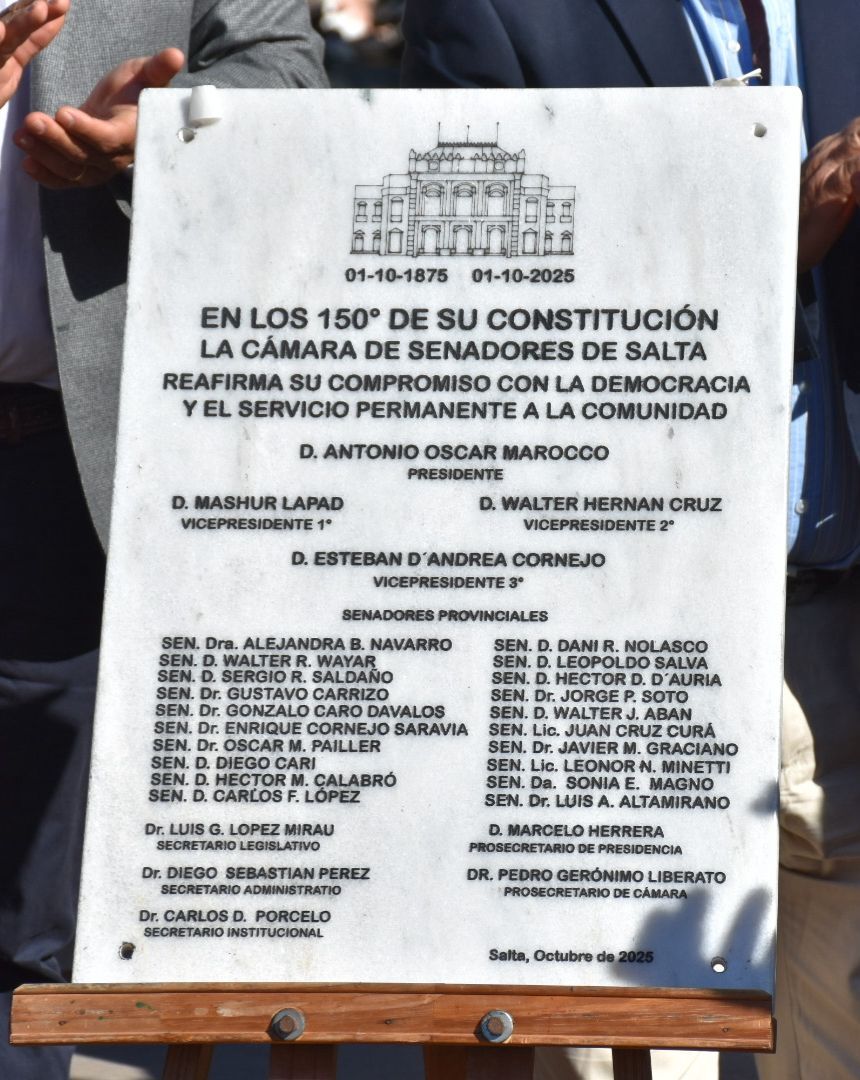 01-10-1875 01-10-2025
EN LOS 150° DE SU CONSTITUCIÓN
LA CÁMARA DE SENADORES DE SALTA
REAFIRMA SU COMPROMISO CON LA DEMOCRACIA
Y EL SERVICIO PERMANENTE A LA COMUNIDAD
D. ANTONIO OSCAR MAROCCO
PRESIDENTE
D. MASHUR LAPAD
VICEPRESIDENTE 1°
D. WALTER HERNAN CRUZ
VICEPRESIDENTE 2°
D. ESTEBAN D´ANDREA CORNEJO
VICEPRESIDENTE 3°
SENADORES PROVINCIALES
SEN. Dra. ALEJANDRA B. NAVARRO
SEN. D. WALTER R. WAYAR
SEN. D. SERGIO R. SALDAÑO
SEN. Dr. GUSTAVO CARRIZO
SEN. Dr. GONZALO CARO DAVALOS
SEN. Dr. ENRIQUE CORNEJO SARAVIA
SEN. Dr. OSCAR M. PAILLER
SEN. D. DIEGO CARI
SEN. D. HECTOR M. CALABRÓ
SEN. D. CARLOS F. LÓPEZ
SEN. D. DANI R. NOLASCO
SEN. D. LEOPOLDO SALVA
SEN. D. HECTOR D. D´AURIA
SEN. Dr. JORGE P. SOTO
SEN. D. WALTER J. ABAN
SEN. Lic. JUAN CRUZ CURÁ
SEN. Dr. JAVIER M. GRACIANO
SEN. Lic. LEONOR N. MINETTI
SEN. Da. SONIA E. MAGNO
SEN. Dr. LUIS A. ALTAMIRANO
Dr. LUIS G. LOPEZ MIRAU
SECRETARIO LEGISLATIVO
Dr. DIEGO SEBASTIAN PEREZ
SECRETARIO ADMINISTRATIO
Dr. CARLOS D. PORCELO
SECRETARIO INSTITUCIONAL
D. MARCELO HERRERA
PROSECRETARIO DE PRESIDENCIA
DR. PEDRO GERÓNIMO LIBERATO
PROSECRETARIO DE CÁMARA
Salta, Octubre de 2025